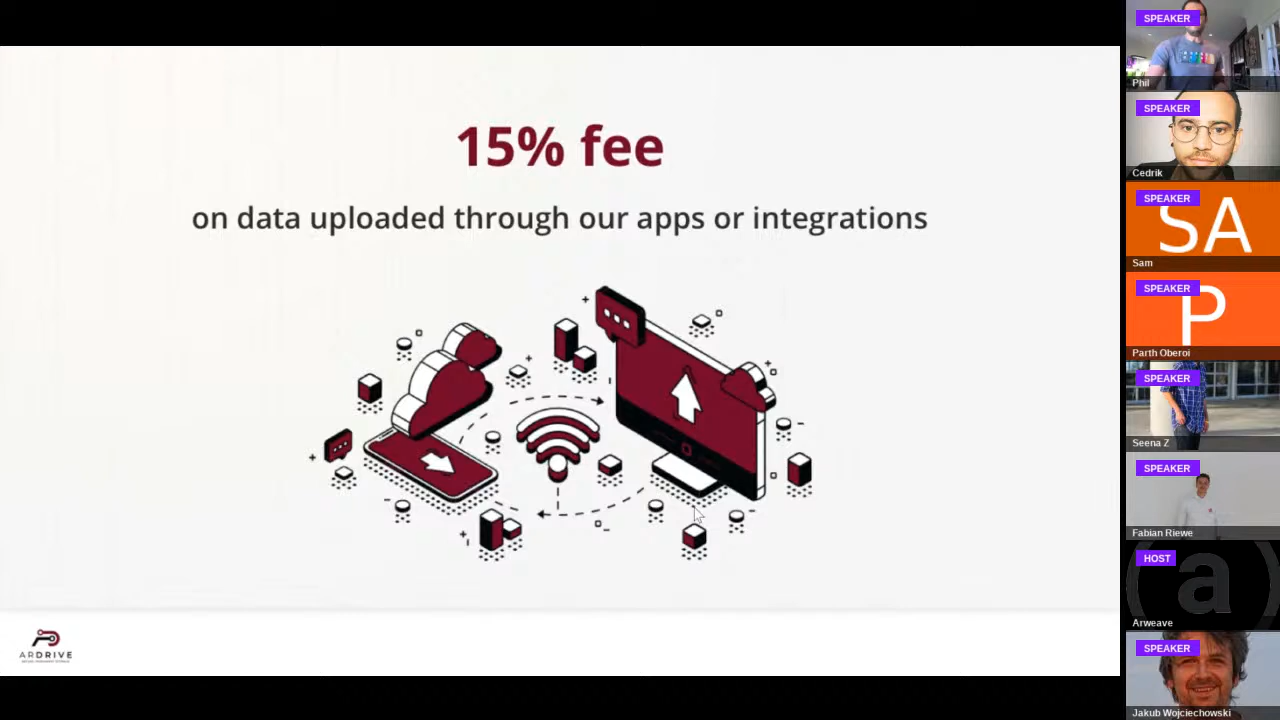 15% fee
on data uploaded through our apps or integrations
ARDRIVE
SPEAKER
Phil
SPEAKER
Cedrik
SPEAKER
SA
Sam
SPEAKER
P
Parth Oberoi
SPEAKER
Seena Z
SPEAKER
Fabian Riewe
HOST
a
Arweave
SPEAKER
Jakub Wojciechowski